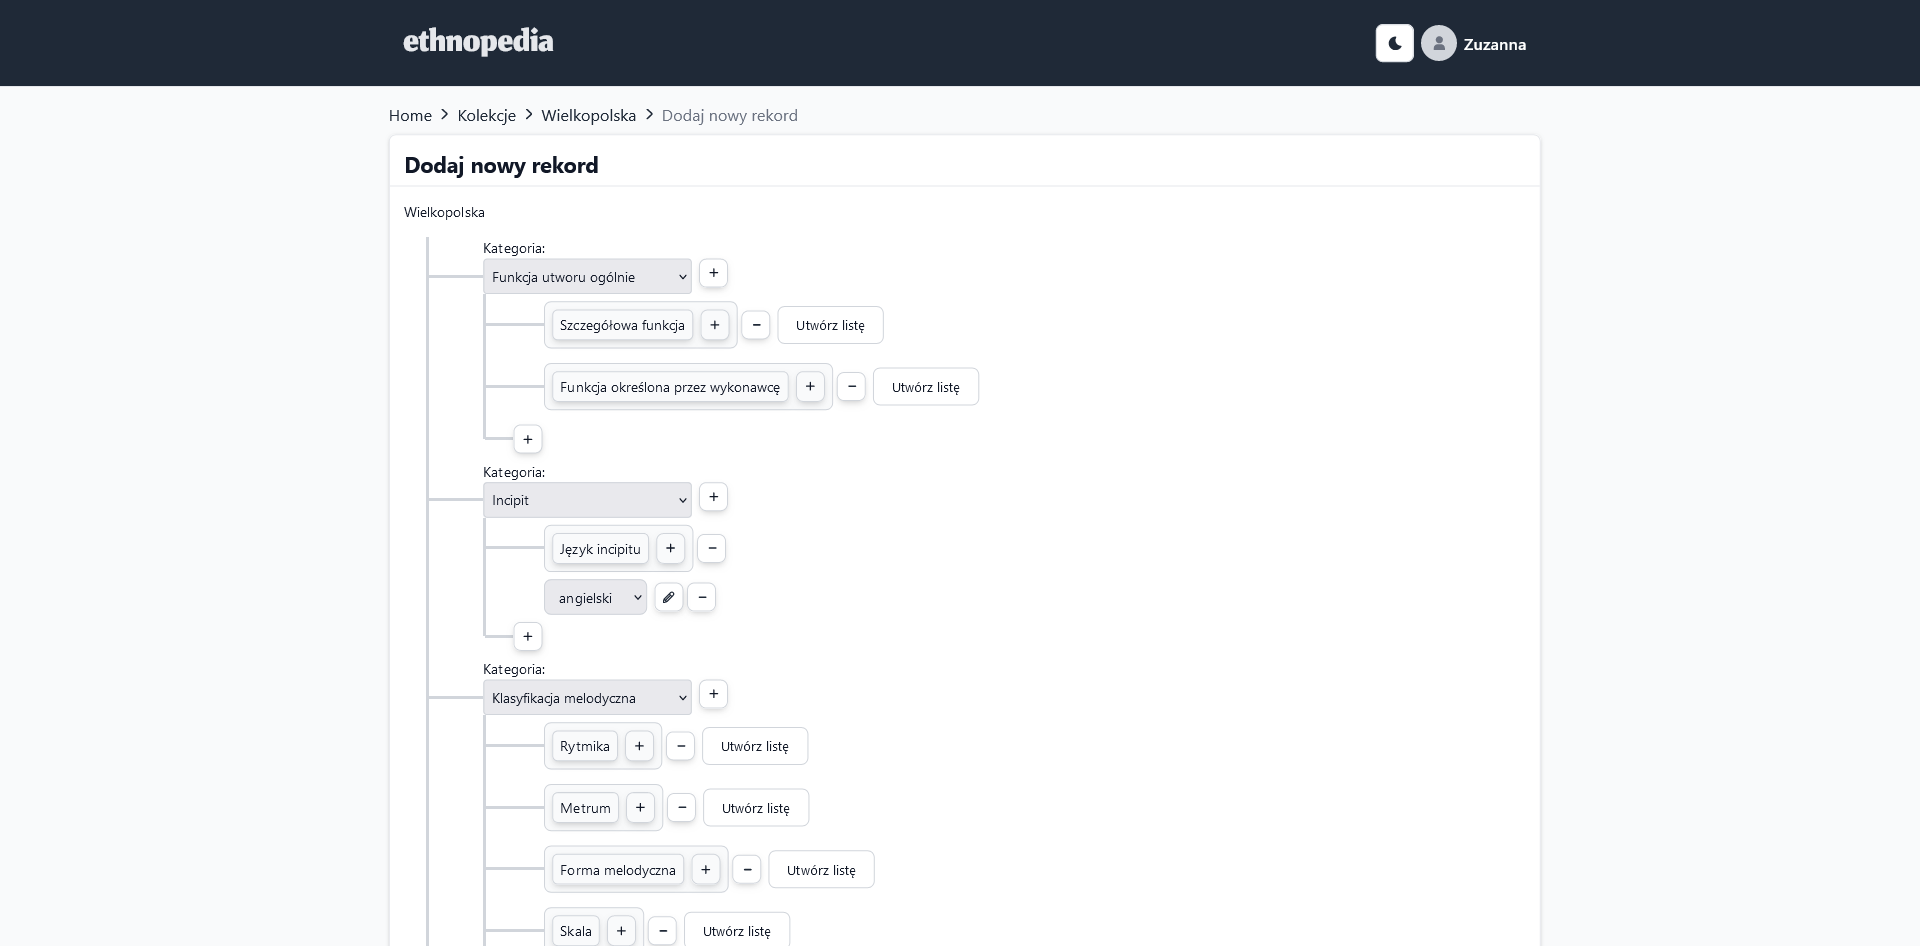 ethnopedia
Zuzanna
Home > Kolekcje > Wielkopolska > Dodaj nowy rekord
Dodaj nowy rekord
Wielkopolska
Kategoria:
Funkcja utworu ogólnie +
Szczegółowa funkcja + − Utwórz listę
Funkcja określona przez wykonawcę + − Utwórz listę
+
Kategoria:
Incipit +
Język incipitu + −
angielski −
+
Kategoria:
Klasyfikacja melodyczna +
Rytmika + − Utwórz listę
Metrum + − Utwórz listę
Forma melodyczna + − Utwórz listę
Skala + − Utwórz listę